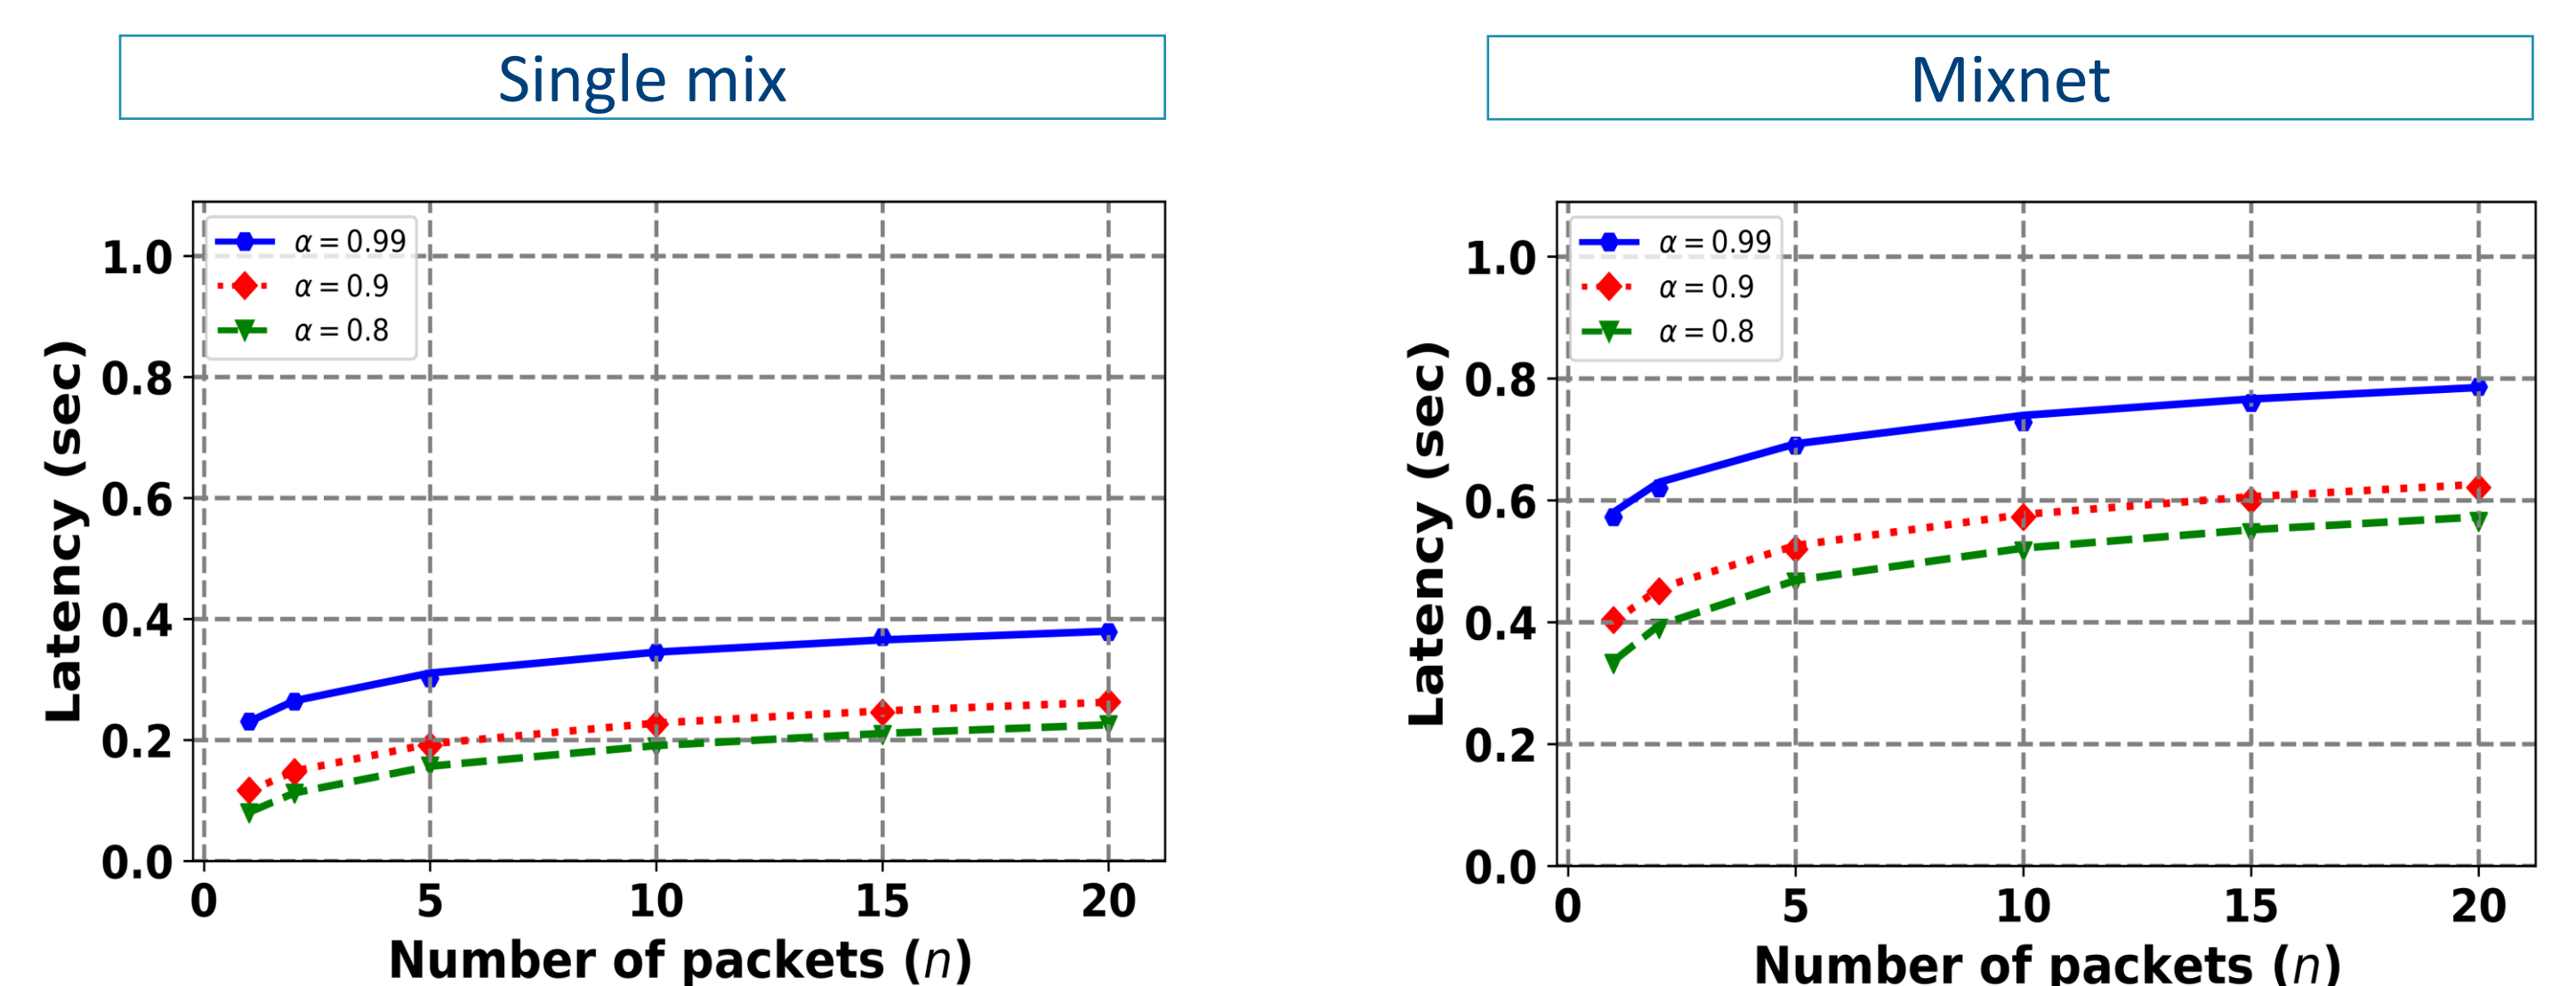 Single mix
Mixnet
Latency (sec)
1.0
0.8
0.6
0.4
0.2
0.0
α = 0.99
α = 0.9
α = 0.8
0 5 10 15 20
Number of packets (n)
Latency (sec)
1.0
0.8
0.6
0.4
0.2
0.0
α = 0.99
α = 0.9
α = 0.8
0 5 10 15 20
Number of packets (n)